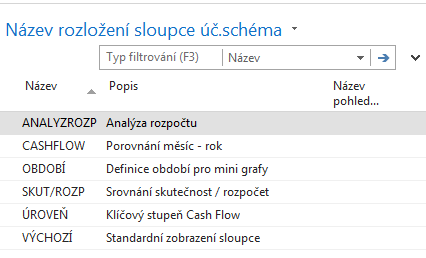 Název rozložení sloupce úč.schéma
Typ filtrování (F3) Název
Název Popis Název
pohled...
ANALYZROZP Analýza rozpočtu
CASHFLOW Porovnání měsíc - rok
OBDOBÍ Definice období pro mini grafy
SKUT/ROZP Srovnání skutečnost / rozpočet
ÚROVEŇ Klíčový stupeň Cash Flow
VÝCHOZÍ Standardní zobrazení sloupce